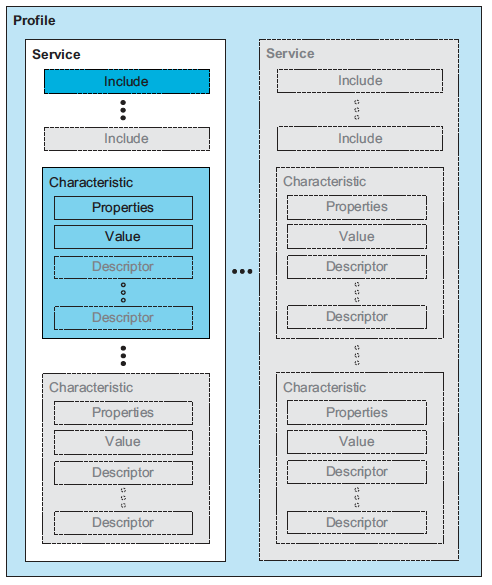 Profile
Service
Include
Include
Characteristic
Properties
Value
Descriptor
Descriptor
Characteristic
Properties
Value
Descriptor
Descriptor
Service
Include
Include
Characteristic
Properties
Value
Descriptor
Descriptor
Characteristic
Properties
Value
Descriptor
Descriptor